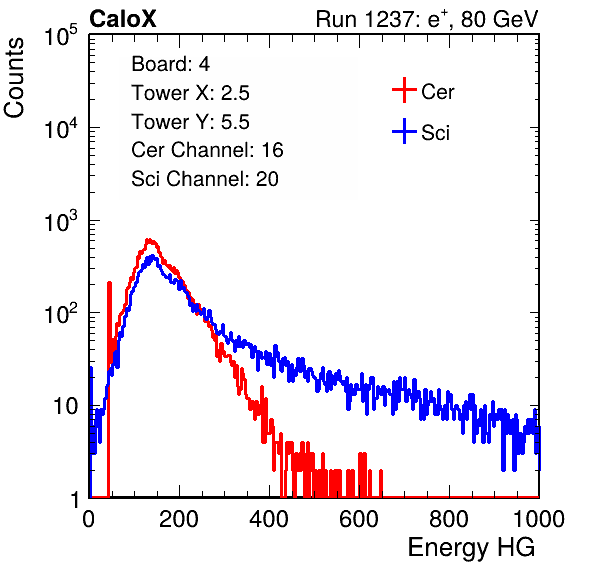 CaloX Run 1237: e⁺, 80 GeV
Counts
Board: 4
Tower X: 2.5
Tower Y: 5.5
Cer Channel: 16
Sci Channel: 20
Cer
Sci
10⁵
10⁴
10³
10²
10
1
0 200 400 600 800 1000
Energy HG